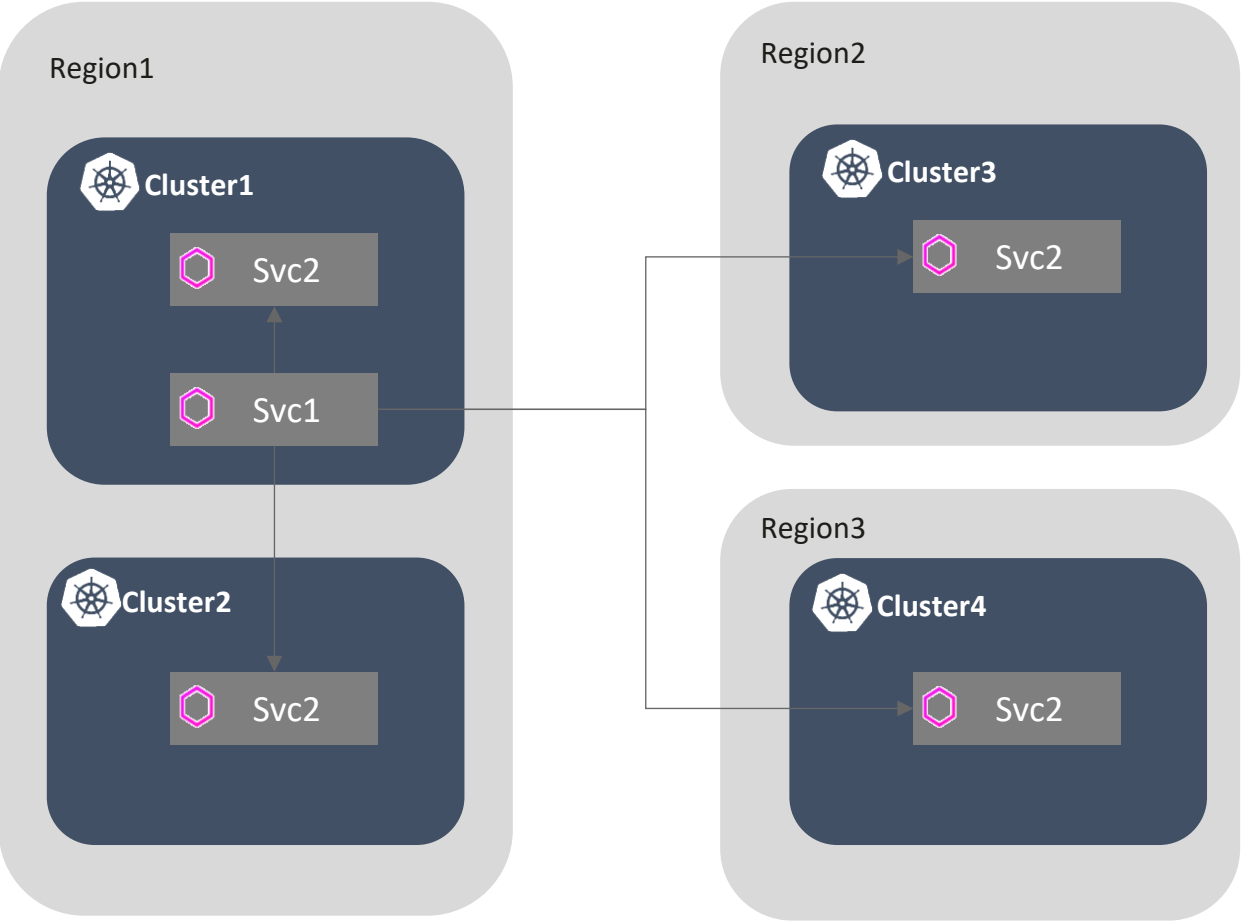 Region1
Cluster1
Svc2
Svc1
Cluster2
Svc2
Region2
Cluster3
Svc2
Region3
Cluster4
Svc2